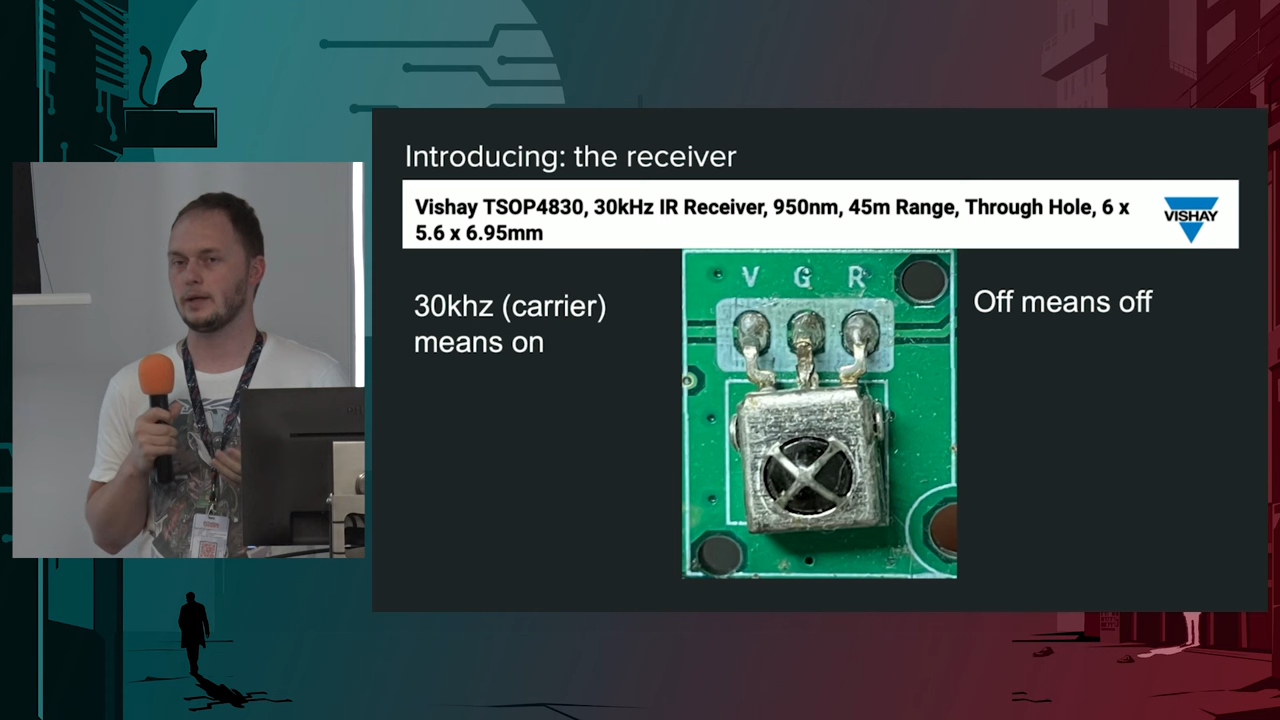 Introducing: the receiver
Vishay TSOP4830, 30kHz IR Receiver, 950nm, 45m Range, Through Hole, 6 x
5.6 x 6.95mm
VISHAY
30khz (carrier)
means on
V G R
Off means off